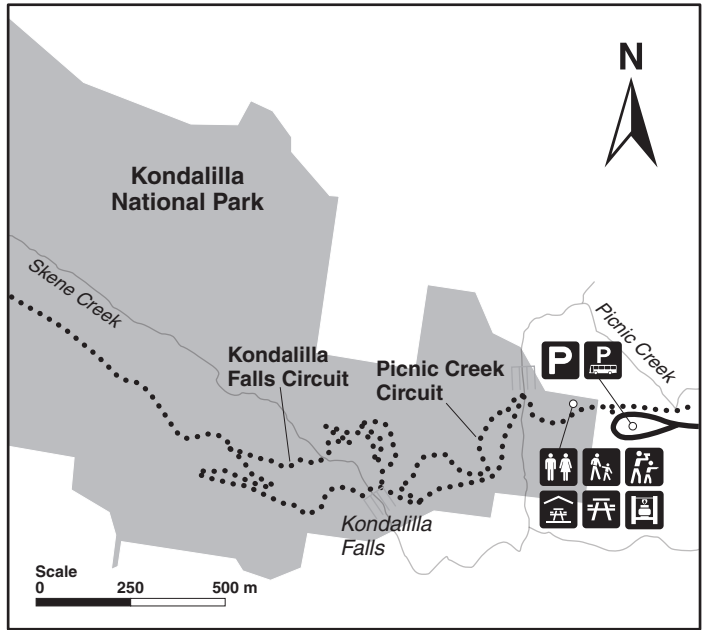 N
Kondalilla
National Park
Skene Creek
Picnic Creek
Kondalilla
Falls Circuit
Picnic Creek
Circuit
P
P
Kondalilla
Falls
Scale
0 250 500 m